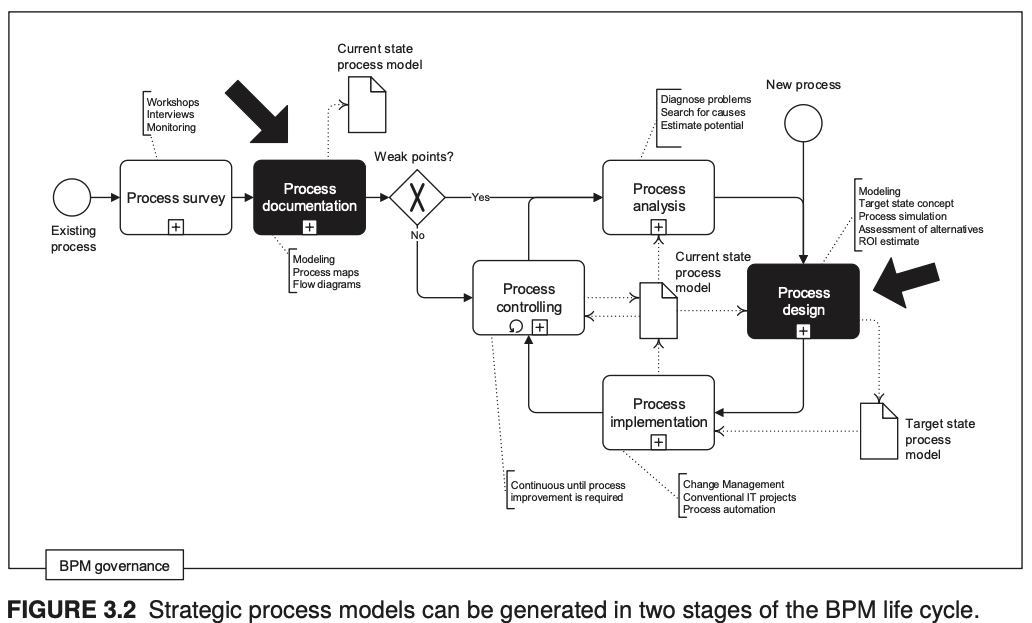 Current state
process model
Workshops
Interviews
Monitoring
Process survey
Existing
process
Process
documentation
Modeling
Process maps
Flow diagrams
Weak points?
X
Yes
No
Diagnose problems
Search for causes
Estimate potential
Process
analysis
New process
Modeling
Target state concept
Process simulation
Assessment of alternatives
ROI estimate
Process
controlling
Current state
process
model
Process
design
Process
implementation
Target state
process
model
Continuous until process
improvement is required
Change Management
Conventional IT projects
Process automation
BPM governance
FIGURE 3.2 Strategic process models can be generated in two stages of the BPM life cycle.